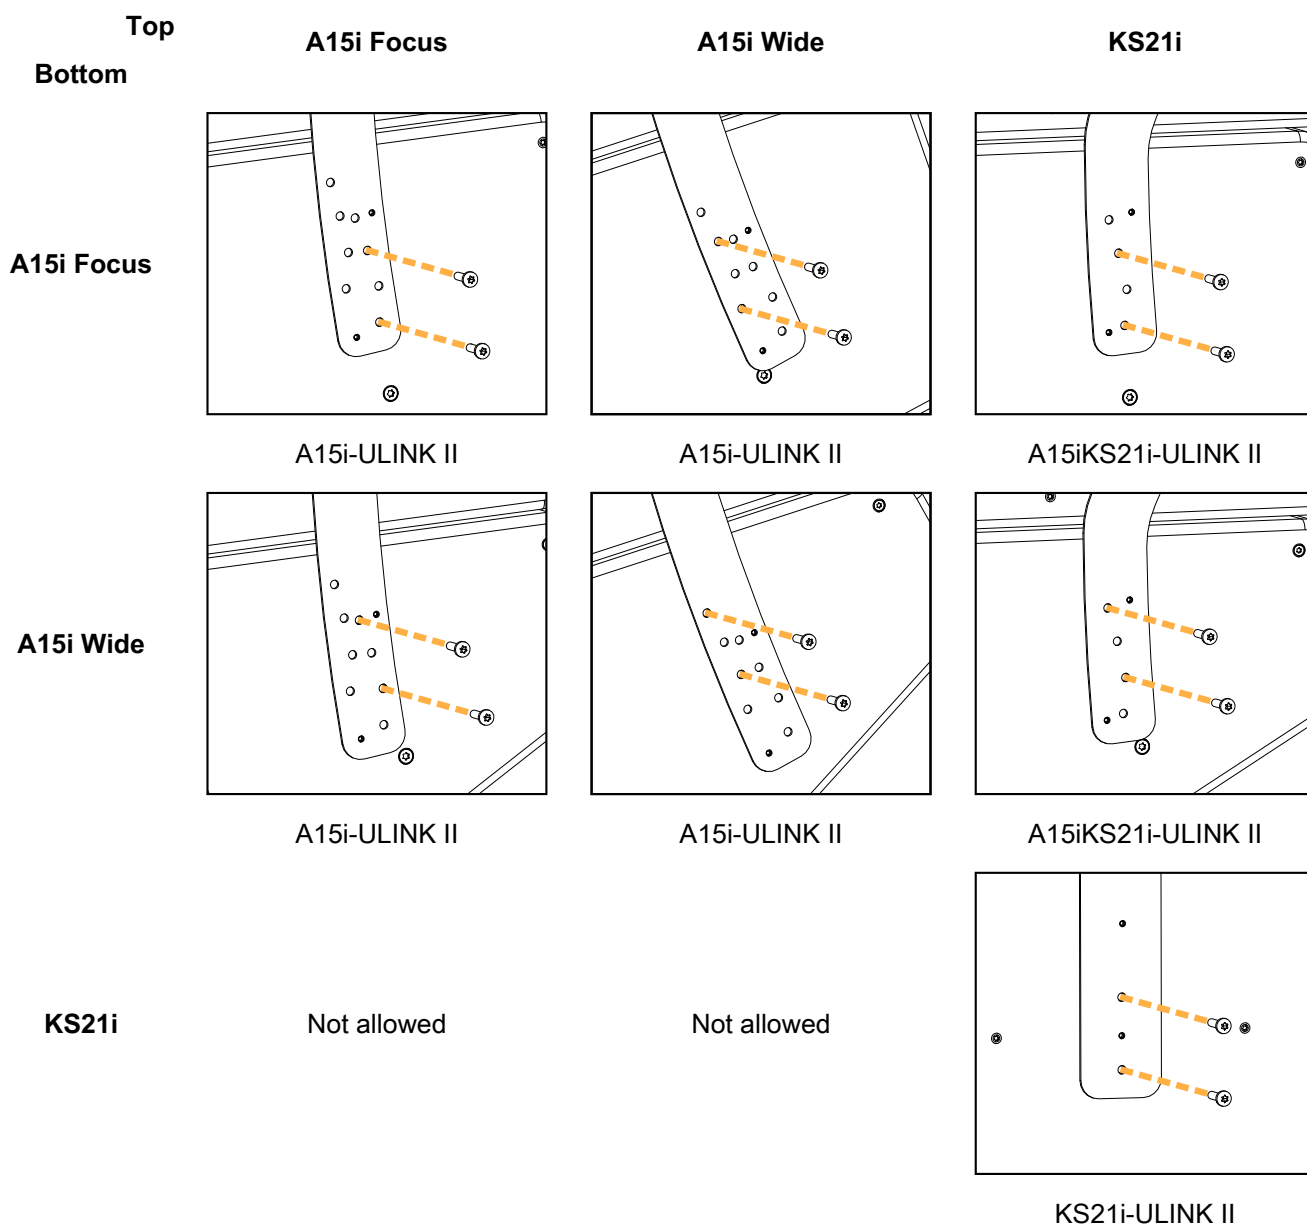 Top
A15i Focus
A15i Wide
KS21i
Bottom
A15i Focus
A15i-ULINK II
A15i-ULINK II
A15iKS21i-ULINK II
A15i Wide
A15i-ULINK II
A15i-ULINK II
A15iKS21i-ULINK II
KS21i
Not allowed
Not allowed
KS21i-ULINK II